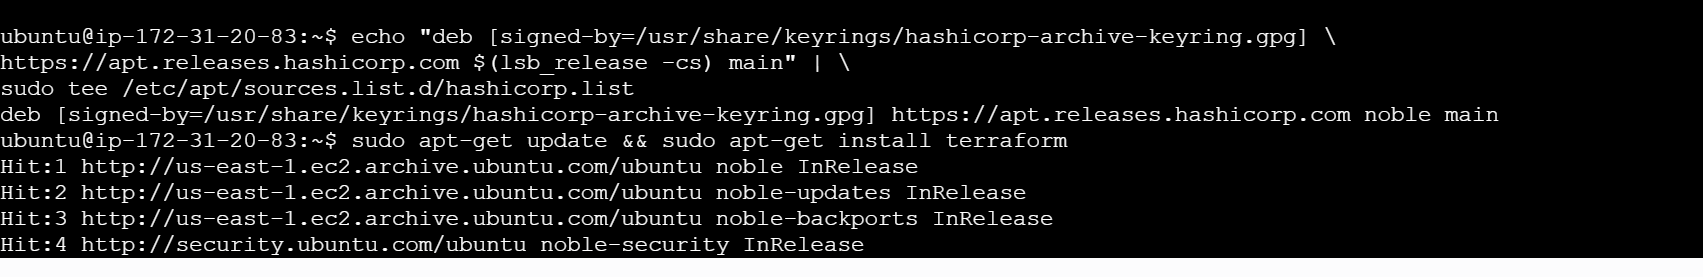 ubuntu@ip-172-31-20-83:~$ echo "deb [signed-by=/usr/share/keyrings/hashicorp-archive-keyring.gpg] \
https://apt.releases.hashicorp.com $(lsb_release -cs) main" | \
sudo tee /etc/apt/sources.list.d/hashicorp.list
deb [signed-by=/usr/share/keyrings/hashicorp-archive-keyring.gpg] https://apt.releases.hashicorp.com noble main
ubuntu@ip-172-31-20-83:~$ sudo apt-get update && sudo apt-get install terraform
Hit:1 http://us-east-1.ec2.archive.ubuntu.com/ubuntu noble InRelease
Hit:2 http://us-east-1.ec2.archive.ubuntu.com/ubuntu noble-updates InRelease
Hit:3 http://us-east-1.ec2.archive.ubuntu.com/ubuntu noble-backports InRelease
Hit:4 http://security.ubuntu.com/ubuntu noble-security InRelease